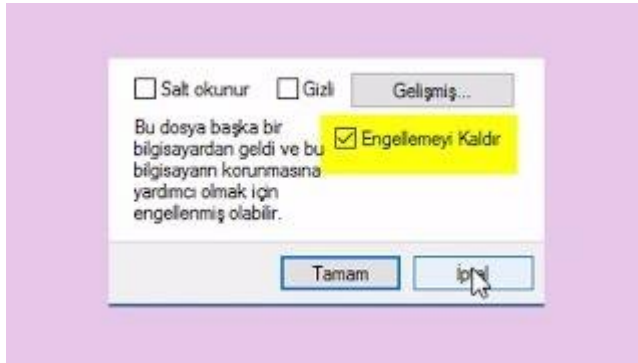 Salt okunur
Gizli
Gelişmiş...
Bu dosya başka bir
bilgisayardan geldi ve bu
bilgisayarın korunmasına
yardımcı olmak için
engellenmiş olabilir.
Engellemeyi Kaldır
Tamam